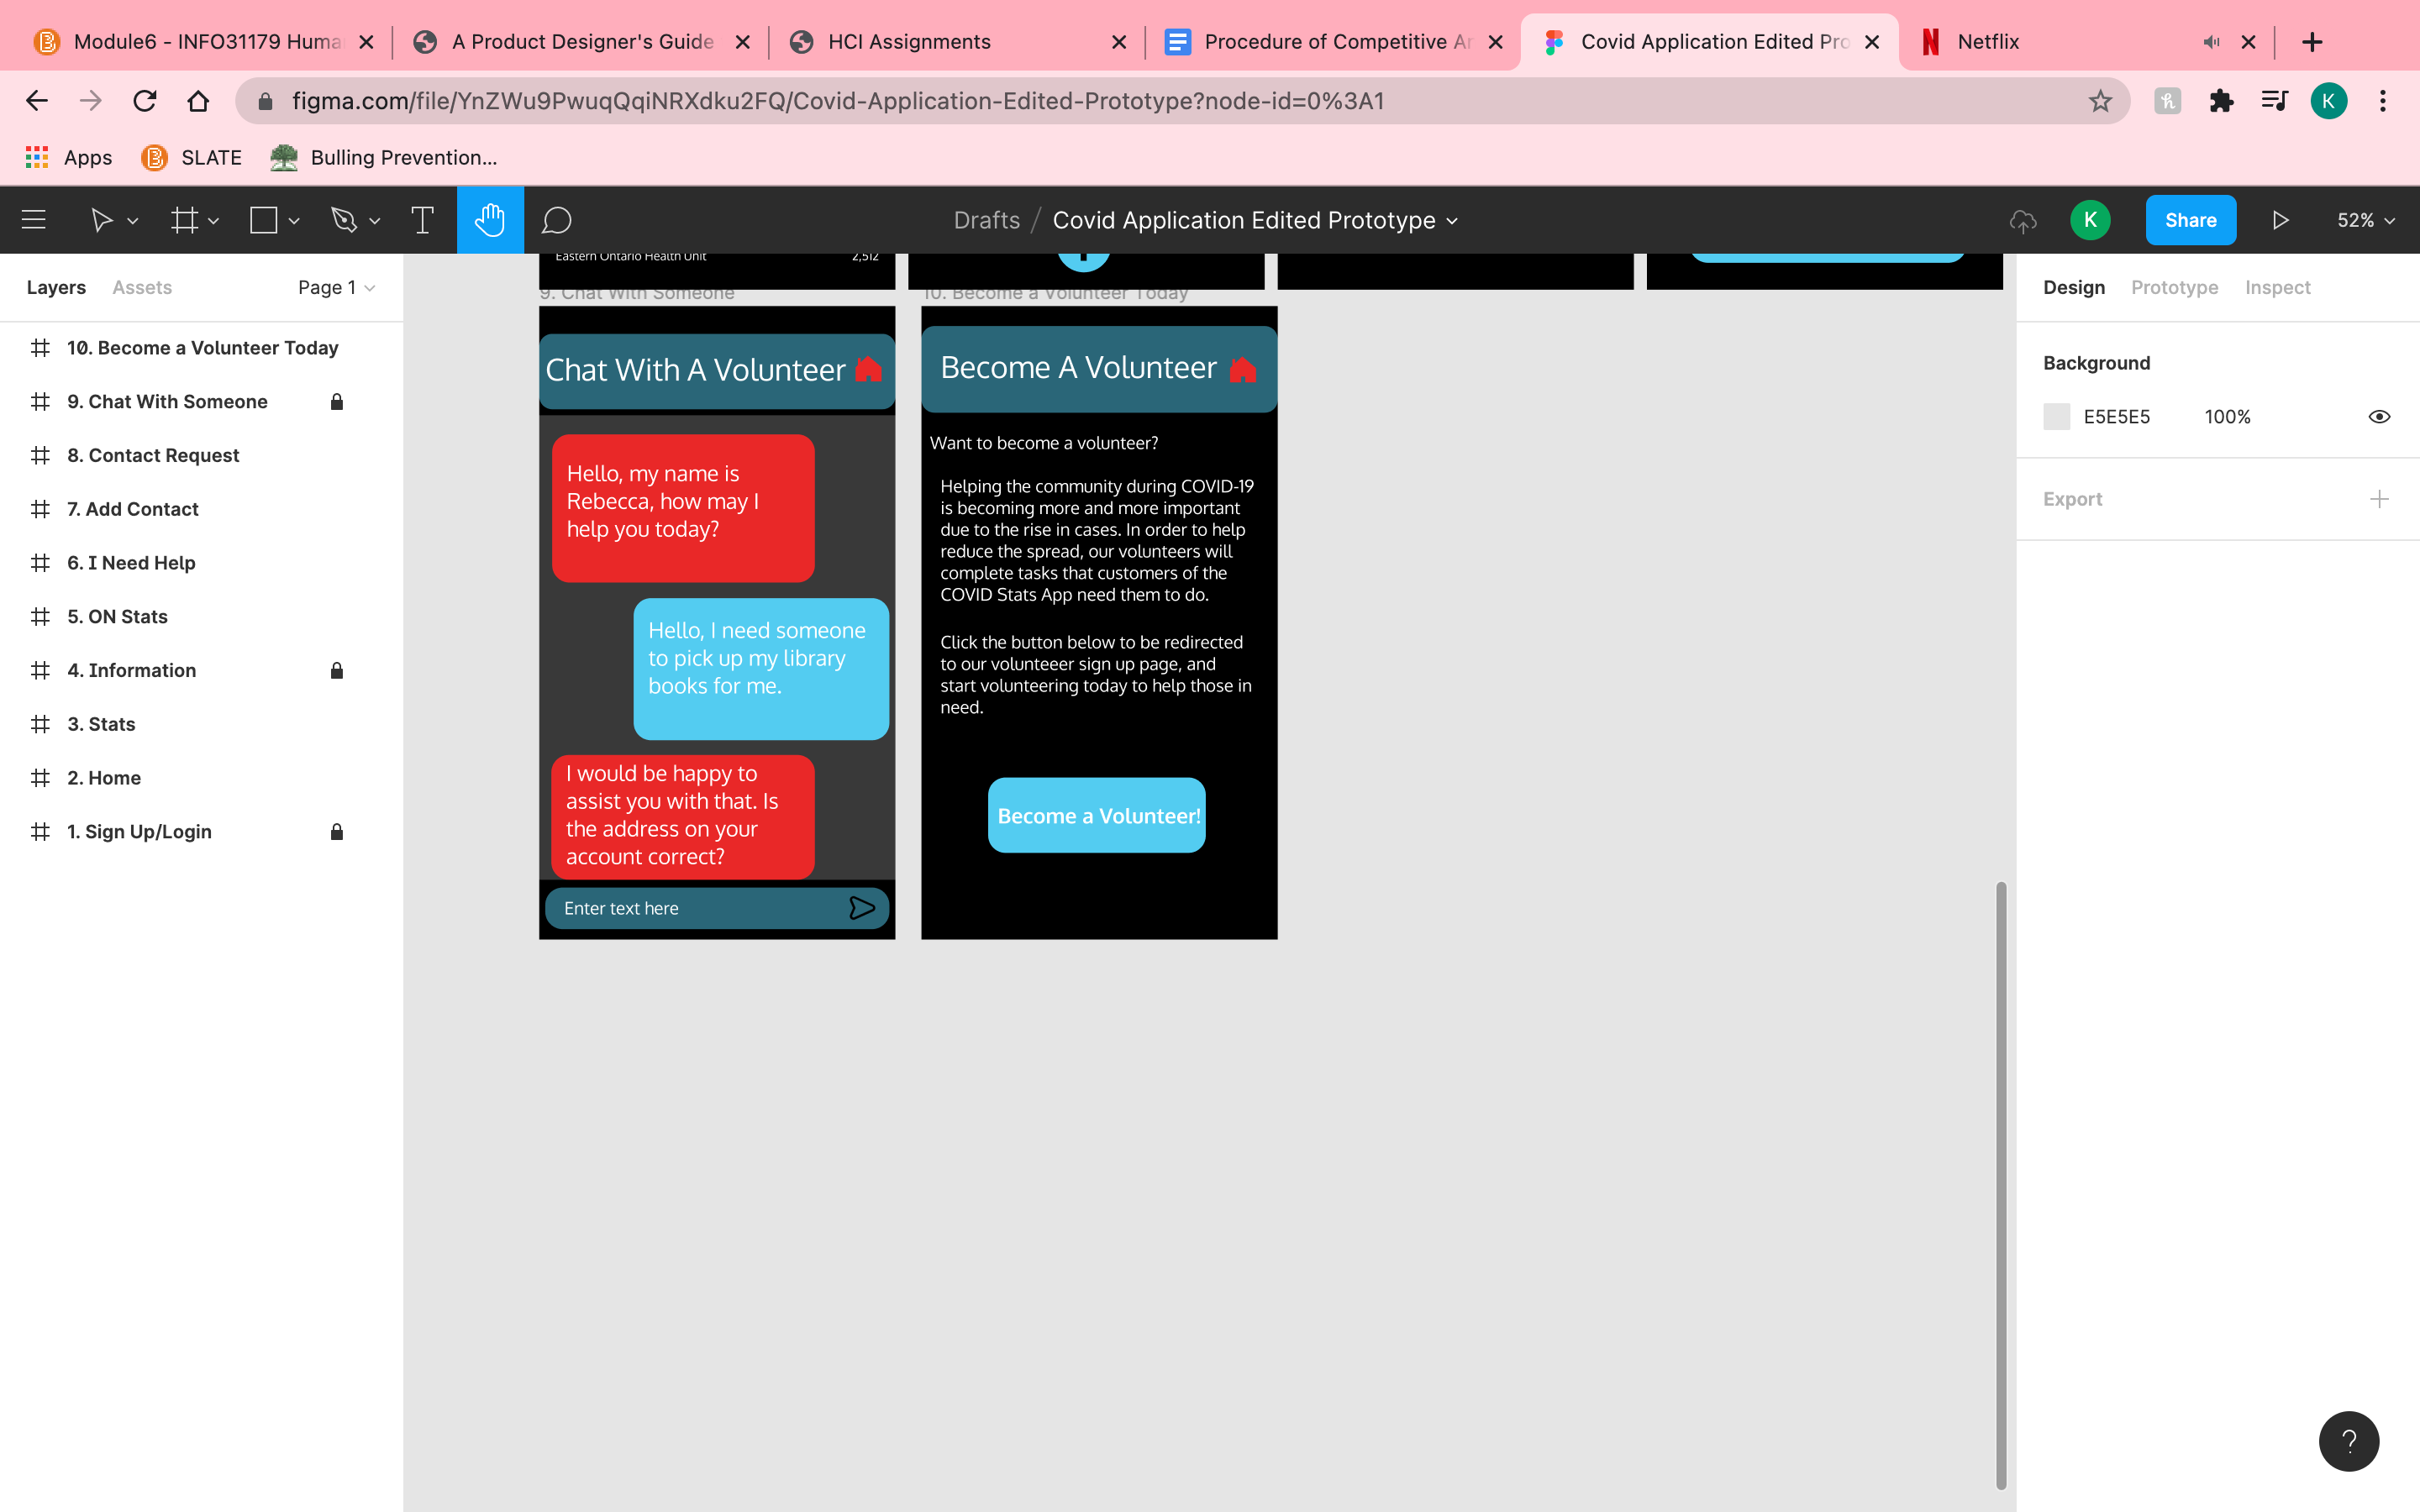 Module6 - INFO31179 Huma
A Product Designer's Guide
HCI Assignments
Procedure of Competitive Ar
Covid Application Edited Pro
Netflix
figma.com/file/YnZWu9PwuqQqiNRXdku2FQ/Covid-Application-Edited-Prototype?node-id=0%3A1
K
Apps
SLATE
Bulling Prevention...
Drafts / Covid Application Edited Prototype
K
Share
52%
Layers
Assets
Page 1
10. Become a Volunteer Today
9. Chat With Someone
8. Contact Request
7. Add Contact
6. I Need Help
5. ON Stats
4. Information
3. Stats
2. Home
1. Sign Up/Login
Eastern Ontario Health Unit 2,512
9. Chat With Someone
Chat With A Volunteer
Hello, my name is
Rebecca, how may I
help you today?
Hello, I need someone
to pick up my library
books for me.
I would be happy to
assist you with that. Is
the address on your
account correct?
Enter text here
10. Become a Volunteer Today
Become A Volunteer
Want to become a volunteer?
Helping the community during COVID-19
is becoming more and more important
due to the rise in cases. In order to help
reduce the spread, our volunteers will
complete tasks that customers of the
COVID Stats App need them to do.
Click the button below to be redirected
to our volunteeer sign up page, and
start volunteering today to help those in
need.
Become a Volunteer!
Design
Prototype
Inspect
Background
E5E5E5 100%
Export
?